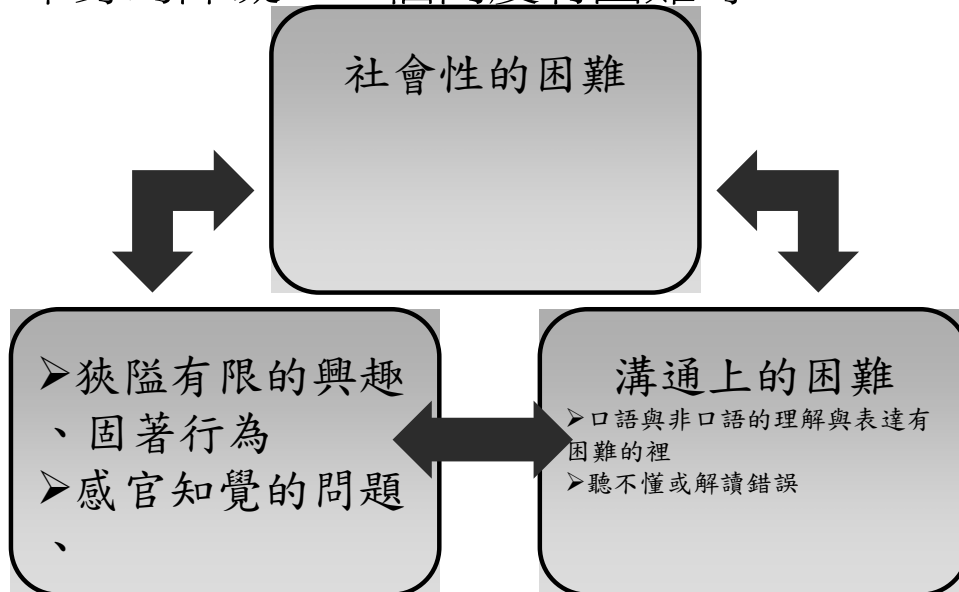 社會性的困難
➢狹隘有限的興趣
、固著行為
➢感官知覺的問題
、
溝通上的困難
➢口語與非口語的理解與表達有
困難的裡
➢聽不懂或解讀錯誤